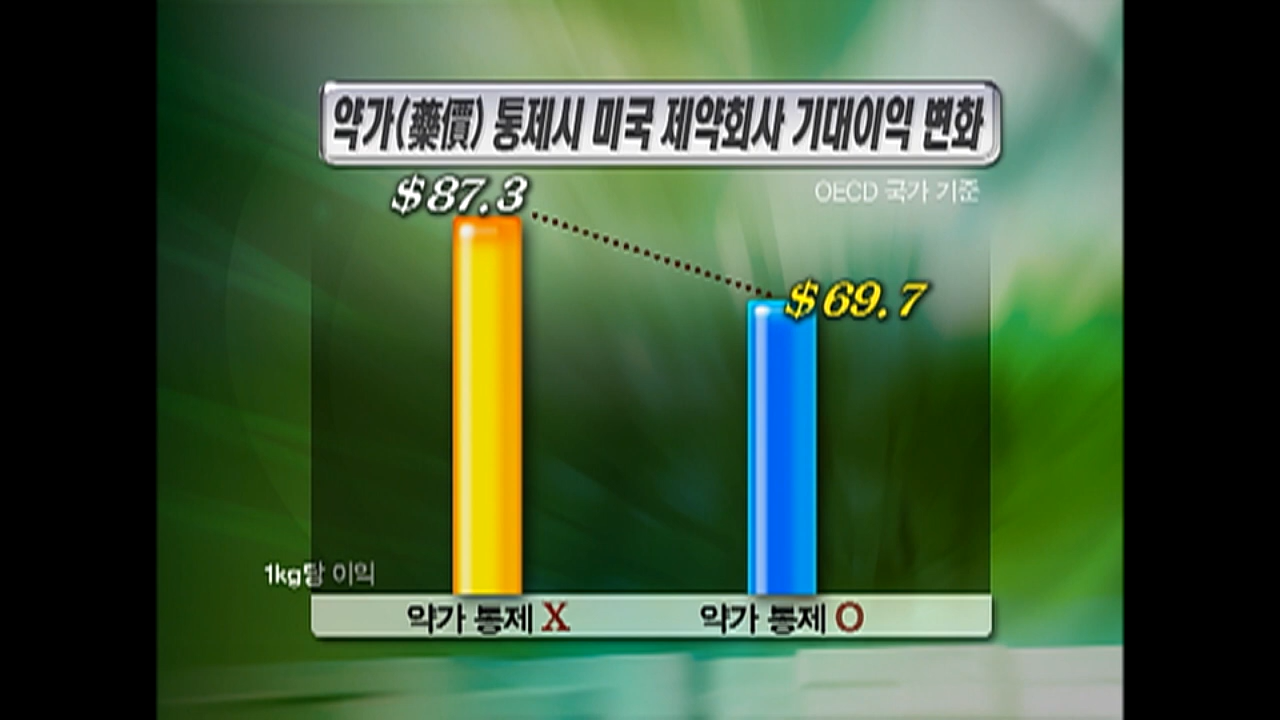 약가(藥價) 통제시 미국 제약회사 기대이익 변화
OECD 국가 기준
$87.3
$69.7
1kg당 이익
약가 통제 X
약가 통제 O